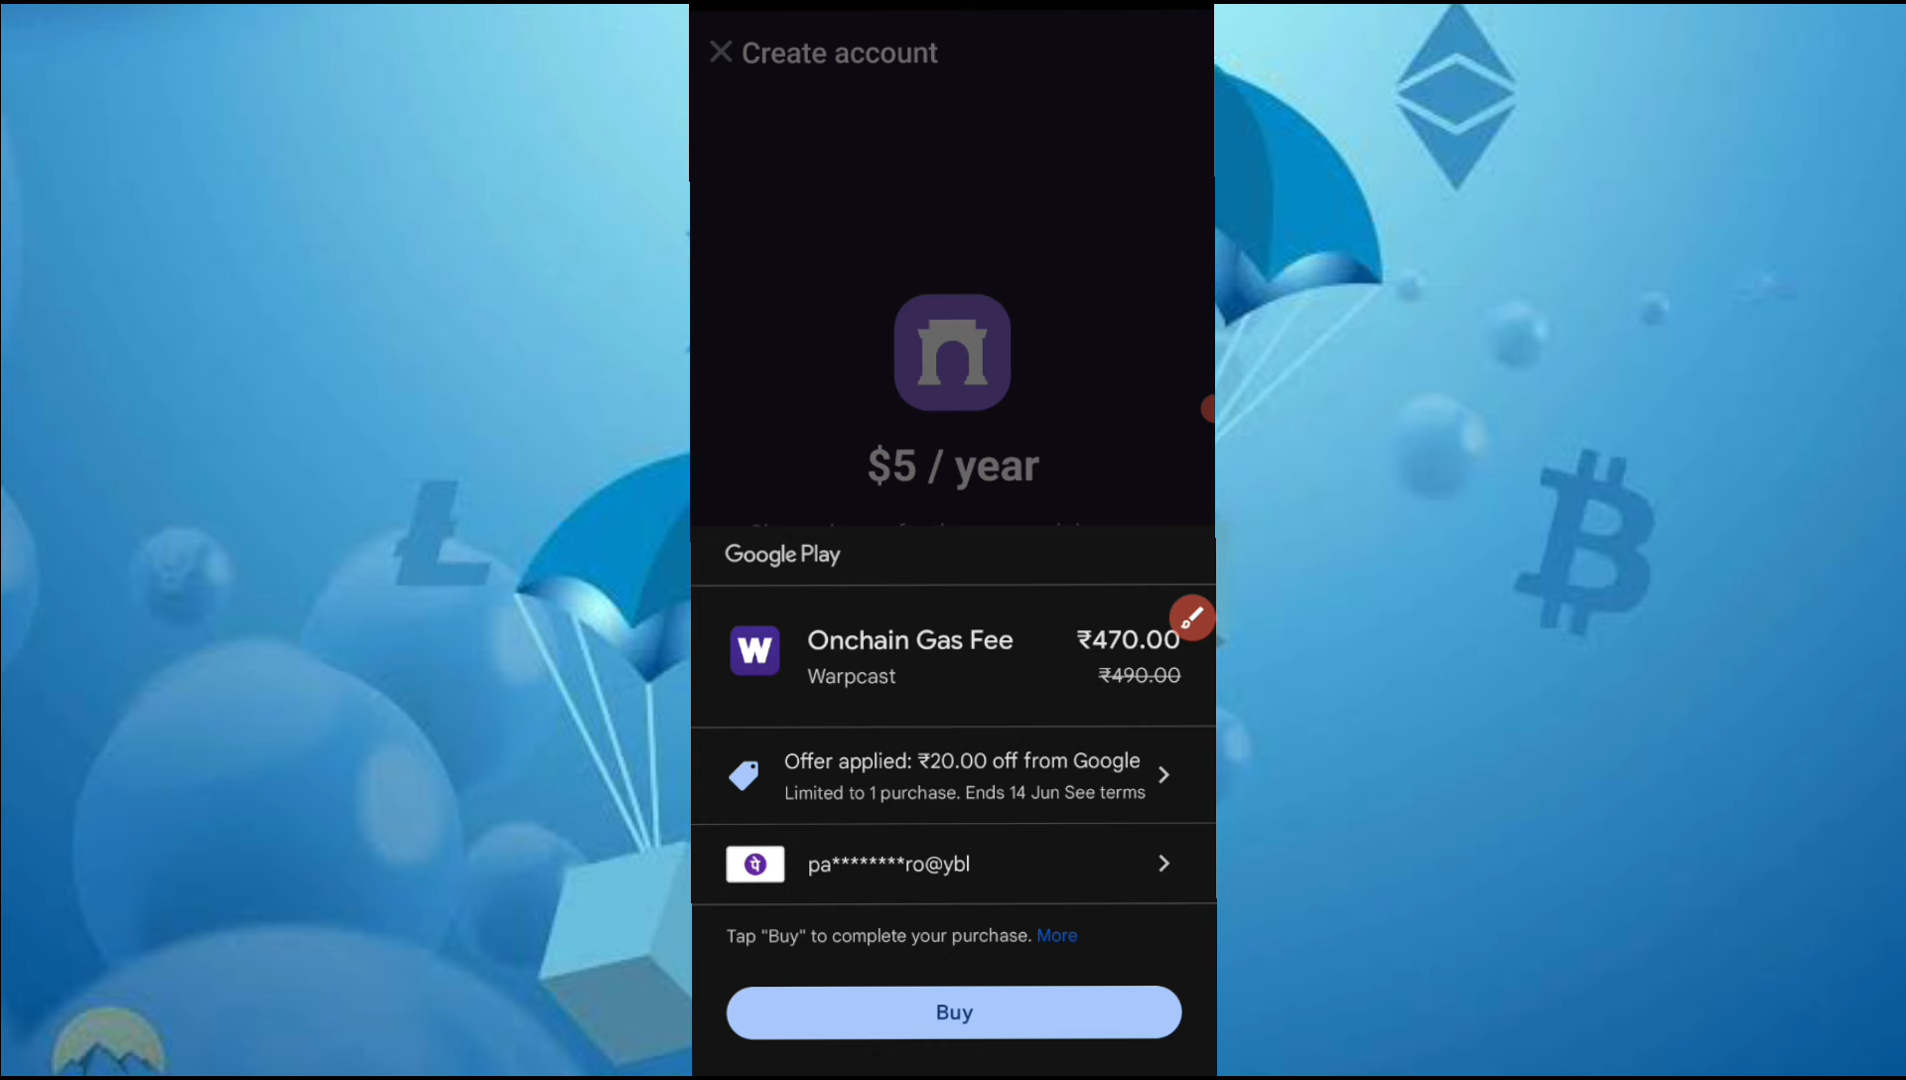 Create account
$5 / year
Google Play
W
Onchain Gas Fee
₹470.00
Warpcast
₹490.00
Offer applied: ₹20.00 off from Google
Limited to 1 purchase. Ends 14 Jun See terms
पे
pa********ro@ybl
Tap "Buy" to complete your purchase. More
Buy